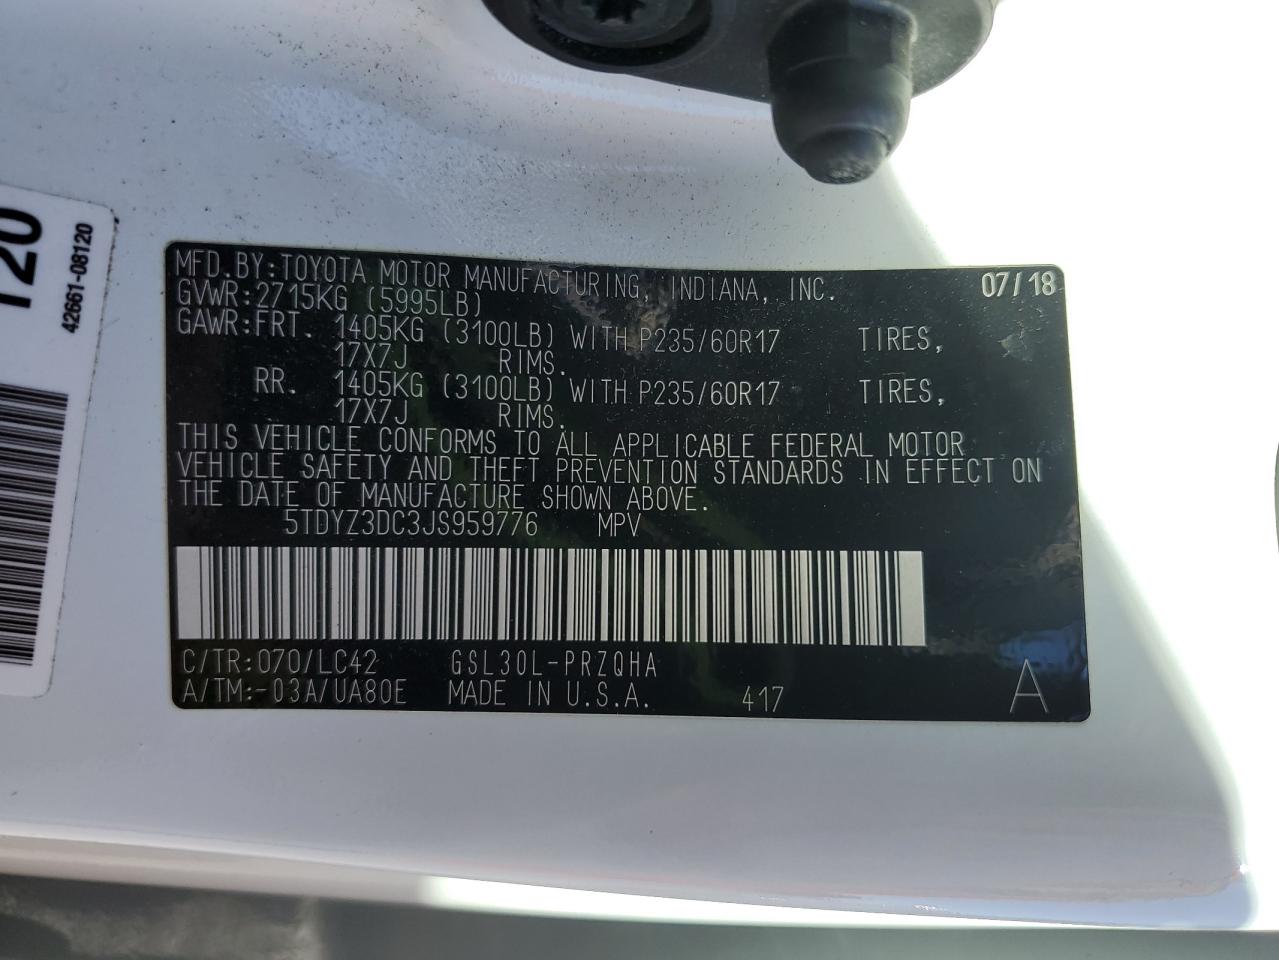 MFD.BY:TOYOTA MOTOR MANUFACTURING, INDIANA, INC. 07/18
GVWR:2715KG (5995LB)
GAWR:FRT. 1405KG (3100LB) WITH P235/60R17 TIRES,
17X7J RIMS.
RR. 1405KG (3100LB) WITH P235/60R17 TIRES,
17X7J RIMS.
THIS VEHICLE CONFORMS TO ALL APPLICABLE FEDERAL MOTOR
VEHICLE SAFETY AND THEFT PREVENTION STANDARDS IN EFFECT ON
THE DATE OF MANUFACTURE SHOWN ABOVE.
5TDYZ3DC3JS959776 MPV
C/TR:070/LC42 GSL30L-PRZQHA
A/TM:-03A/UA80E MADE IN U.S.A. 417 A
120
42661-08120